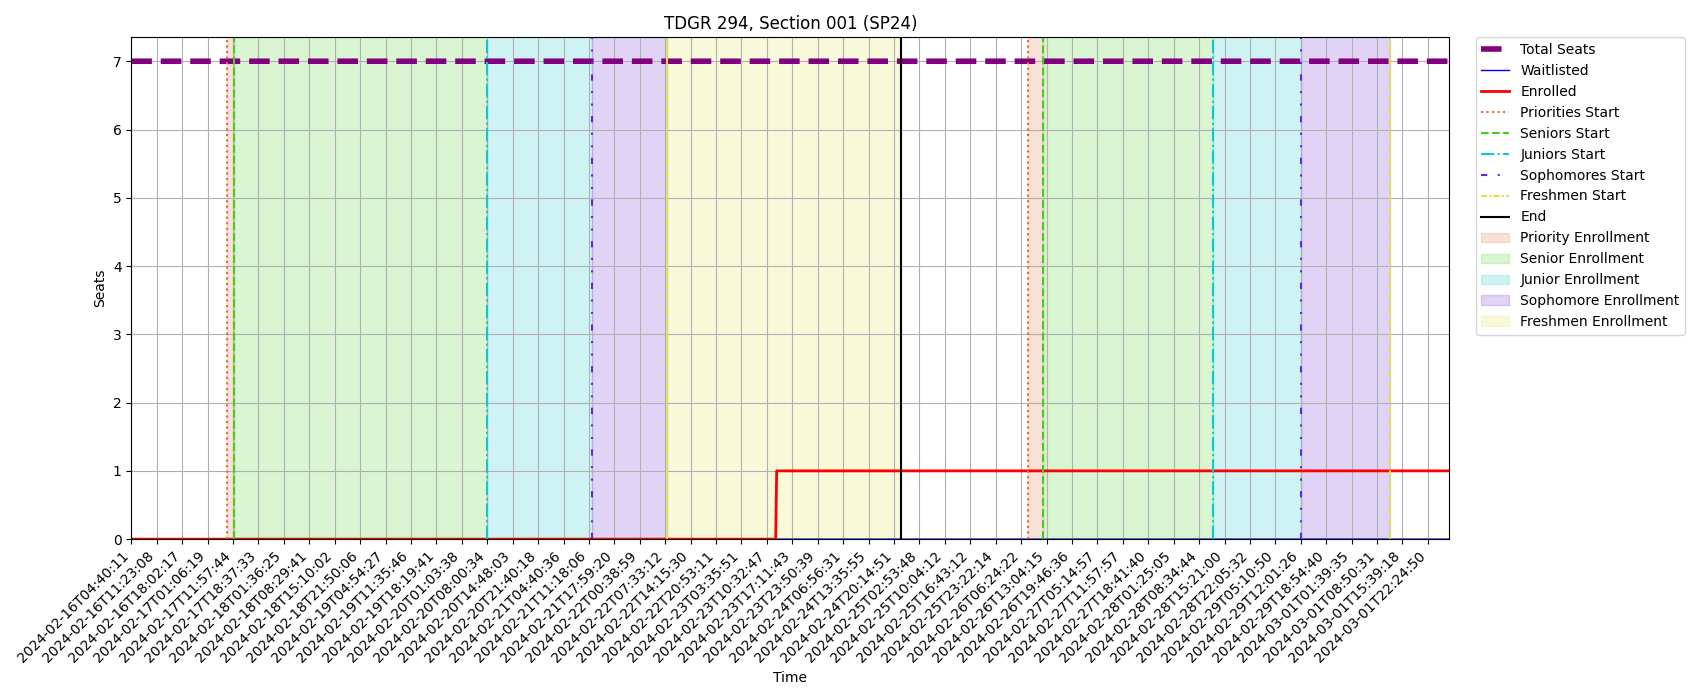 TDGR 294, Section 001 (SP24)
Seats
7
6
5
4
3
2
1
0
2024-02-16T04:40:11
2024-02-16T11:23:08
2024-02-16T18:02:17
2024-02-17T01:06:19
2024-02-17T11:57:44
2024-02-17T18:37:33
2024-02-18T01:36:25
2024-02-18T08:29:41
2024-02-18T15:10:02
2024-02-18T21:50:06
2024-02-19T04:54:27
2024-02-19T11:35:46
2024-02-19T18:19:41
2024-02-20T01:03:38
2024-02-20T08:00:34
2024-02-20T14:48:03
2024-02-20T21:40:18
2024-02-21T04:40:36
2024-02-21T11:18:06
2024-02-21T17:59:20
2024-02-22T00:38:59
2024-02-22T07:33:12
2024-02-22T14:15:30
2024-02-22T20:53:11
2024-02-23T03:35:51
2024-02-23T10:32:47
2024-02-23T17:11:43
2024-02-23T23:50:39
2024-02-24T06:56:31
2024-02-24T13:35:55
2024-02-24T20:14:51
2024-02-25T02:53:48
2024-02-25T10:04:12
2024-02-25T16:43:12
2024-02-25T23:22:14
2024-02-26T06:24:22
2024-02-26T13:04:15
2024-02-26T19:46:36
2024-02-27T05:14:57
2024-02-27T11:57:57
2024-02-27T18:41:40
2024-02-28T01:25:05
2024-02-28T08:34:44
2024-02-28T15:21:00
2024-02-28T22:05:32
2024-02-29T05:10:50
2024-02-29T12:01:26
2024-02-29T18:54:40
2024-03-01T01:39:35
2024-03-01T08:50:31
2024-03-01T15:39:18
2024-03-01T22:24:50
Time
Total Seats
Waitlisted
Enrolled
Priorities Start
Seniors Start
Juniors Start
Sophomores Start
Freshmen Start
End
Priority Enrollment
Senior Enrollment
Junior Enrollment
Sophomore Enrollment
Freshmen Enrollment